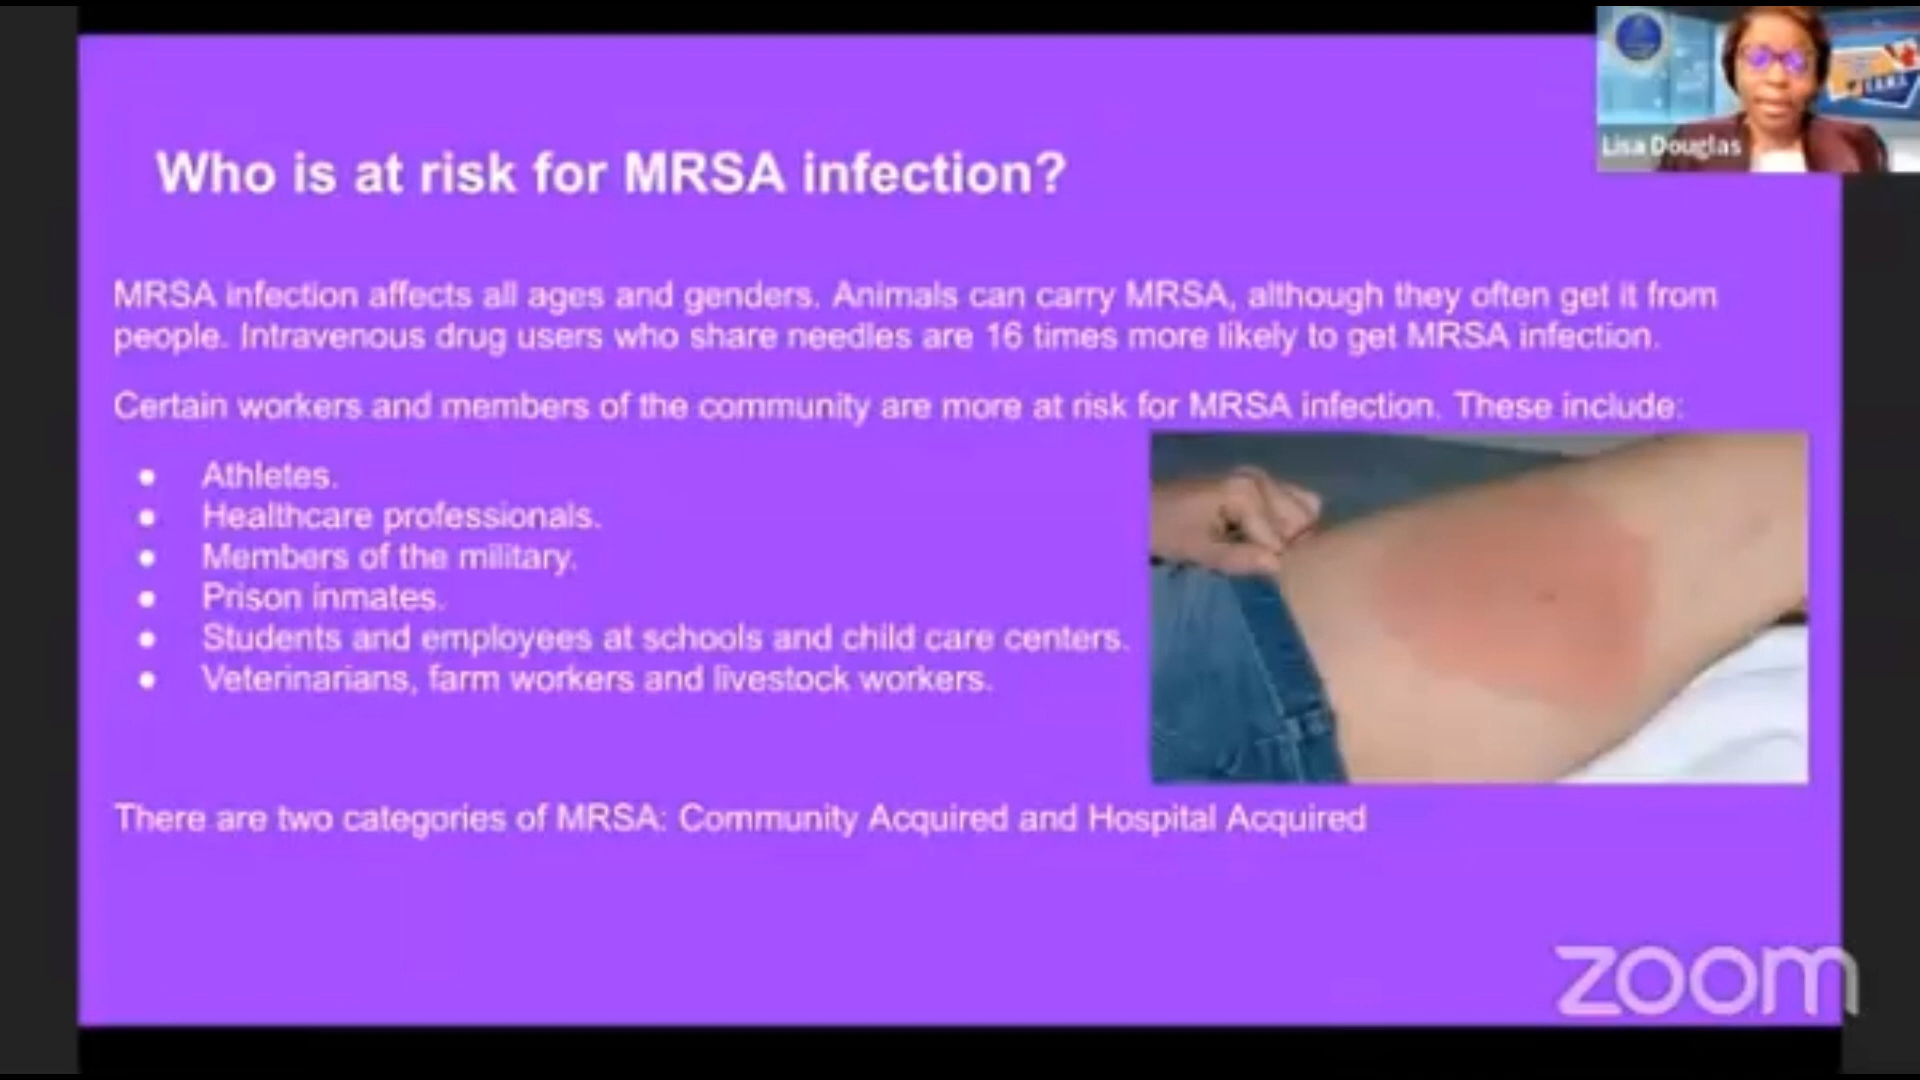 Lisa Douglas
Who is at risk for MRSA infection?
MRSA infection affects all ages and genders. Animals can carry MRSA, although they often get it from
people. Intravenous drug users who share needles are 16 times more likely to get MRSA infection.
Certain workers and members of the community are more at risk for MRSA infection. These include:
● Athletes.
● Healthcare professionals.
● Members of the military.
● Prison inmates.
● Students and employees at schools and child care centers.
● Veterinarians, farm workers and livestock workers.
There are two categories of MRSA: Community Acquired and Hospital Acquired
zoom